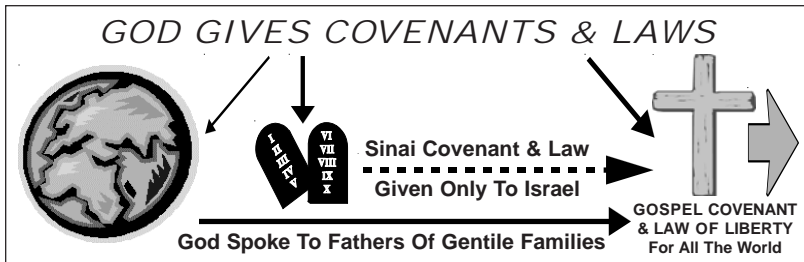 GOD GIVES COVENANTS & LAWS
I
II
III
IV
V
VI
VII
VIII
IX
X
Sinai Covenant & Law
Given Only To Israel
God Spoke To Fathers Of Gentile Families
GOSPEL COVENANT
& LAW OF LIBERTY
For All The World